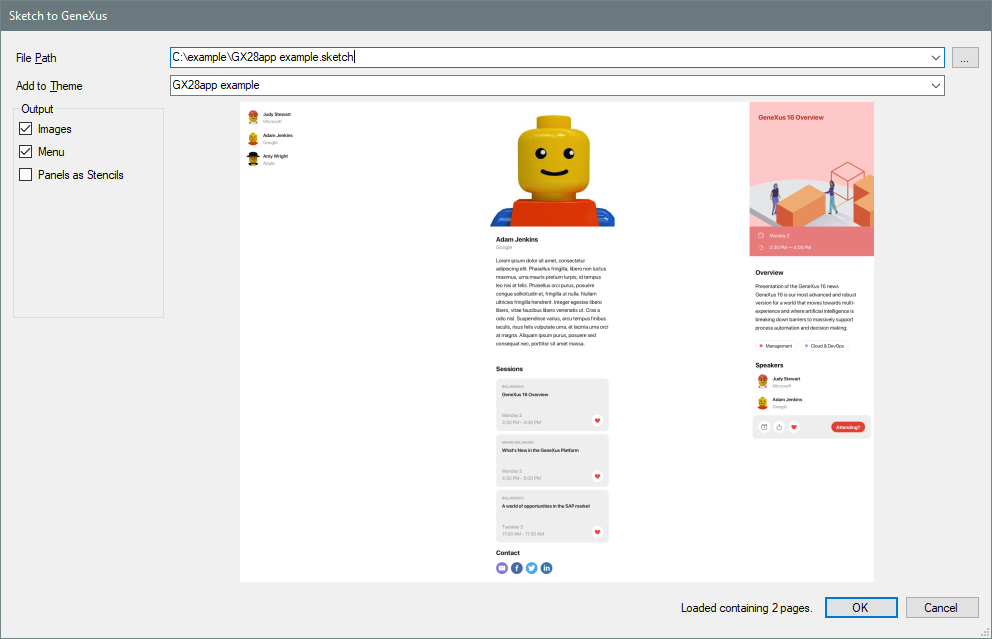 Sketch to GeneXus
File Path
C:\example\GX28app example.sketch
...
Add to Theme
GX28app example
Output
Images
Menu
Panels as Stencils
Judy Stewart
Microsoft
Adam Jenkins
Google
Amy Wright
Apple
Adam Jenkins
Google
Lorem ipsum dolor sit amet, consectetur
adipiscing elit. Phasellus fringilla, libero non luctus
maximus, urna mauris pretium turpis, id tempus
leo nisi at felis. Phasellus orci purus, posuere
congue sollicitudin et, fringilla ut nulla. Nullam
ultricies fringilla hendrerit. Integer egestas libero
libero, vitae faucibus libero venenatis ut. Cras a
odio nisl. Suspendisse varius, arcu tempus finibus
iaculis, risus felis vulputate urna, et lacinia urna orci
at magna. Aliquam ipsum purus, posuere sed
consequat nec, porttitor sit amet massa.
Sessions
GeneXus 16 Overview
Monday 2
3:30 PM - 5:00 PM
GRAND BALLROOM
What's New in the GeneXus Platform
Monday 2
4:30 PM - 5:00 PM
A world of opportunities in the SAP market
Tuesday 3
11:00 AM - 11:30 AM
Contact
GeneXus 16 Overview
Monday 2
3:30 PM — 5:00 PM
Overview
Presentation of the GeneXus 16 news
GeneXus 16 is our most advanced and robust
version for a world that moves towards multi-
experience and where artificial intelligence is
breaking down barriers to massively support
process automation and decision making.
Management
Cloud & DevOps
Speakers
Judy Stewart
Microsoft
Adam Jenkins
Google
Attending?
Loaded containing 2 pages.
OK
Cancel